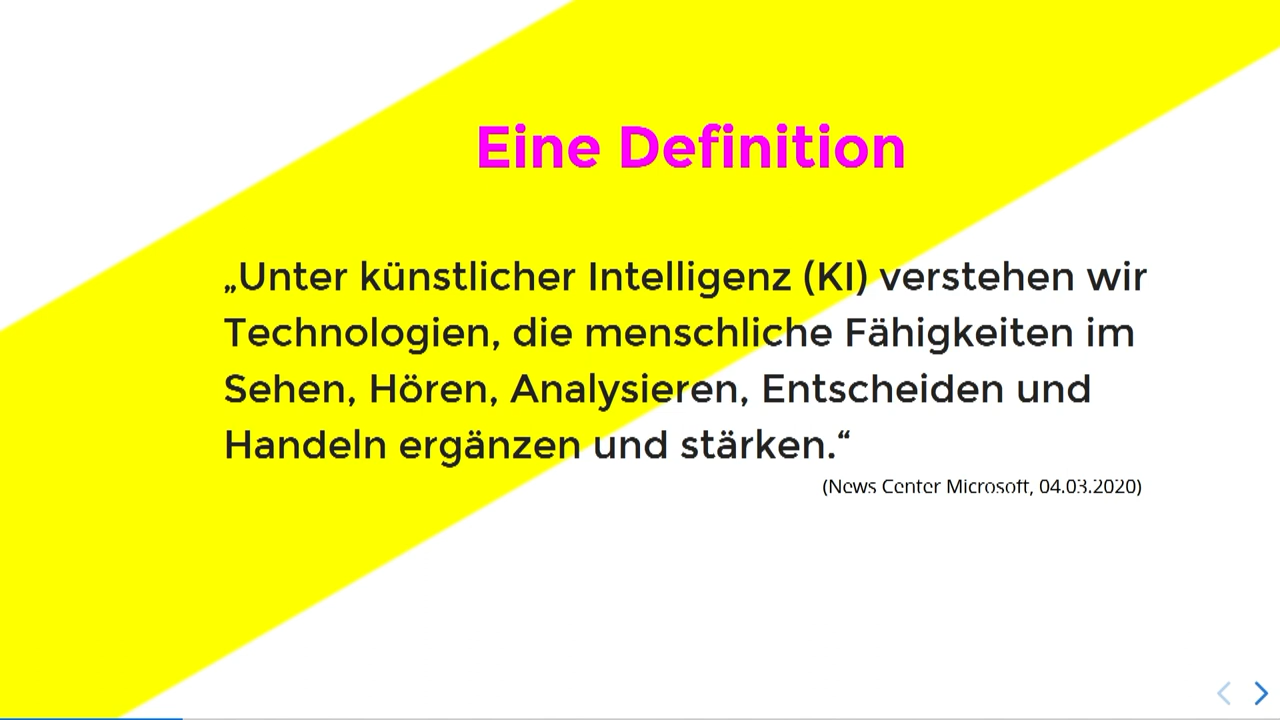 Eine Definition
„Unter künstlicher Intelligenz (KI) verstehen wir
Technologien, die menschliche Fähigkeiten im
Sehen, Hören, Analysieren, Entscheiden und
Handeln ergänzen und stärken.“
(News Center Microsoft, 04.03.2020)